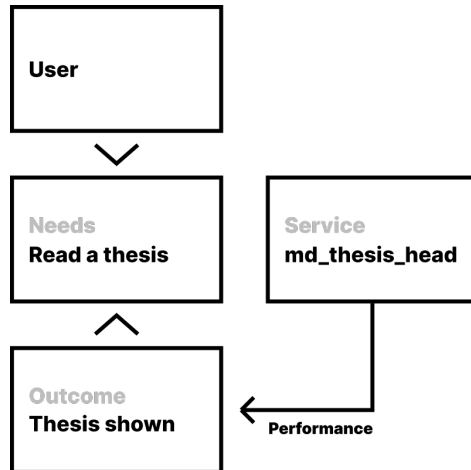 User
Needs
Read a thesis
Service
md_thesis_head
Outcome
Thesis shown
Performance